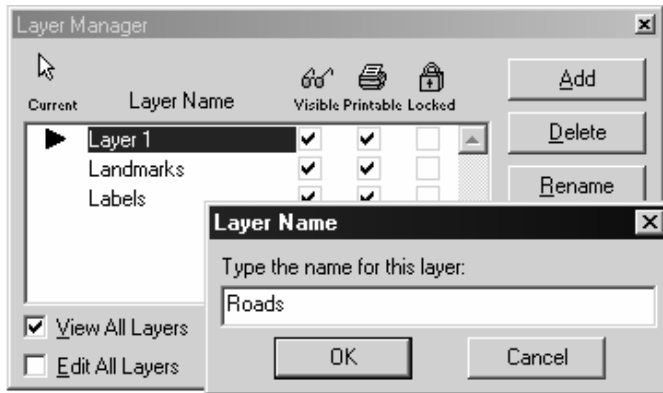 Layer Manager
Current Layer Name Visible Printable Locked
Add
Layer 1
Delete
Landmarks
Labels
Rename
Layer Name
Type the name for this layer:
Roads
View All Layers
OK Cancel
Edit All Layers